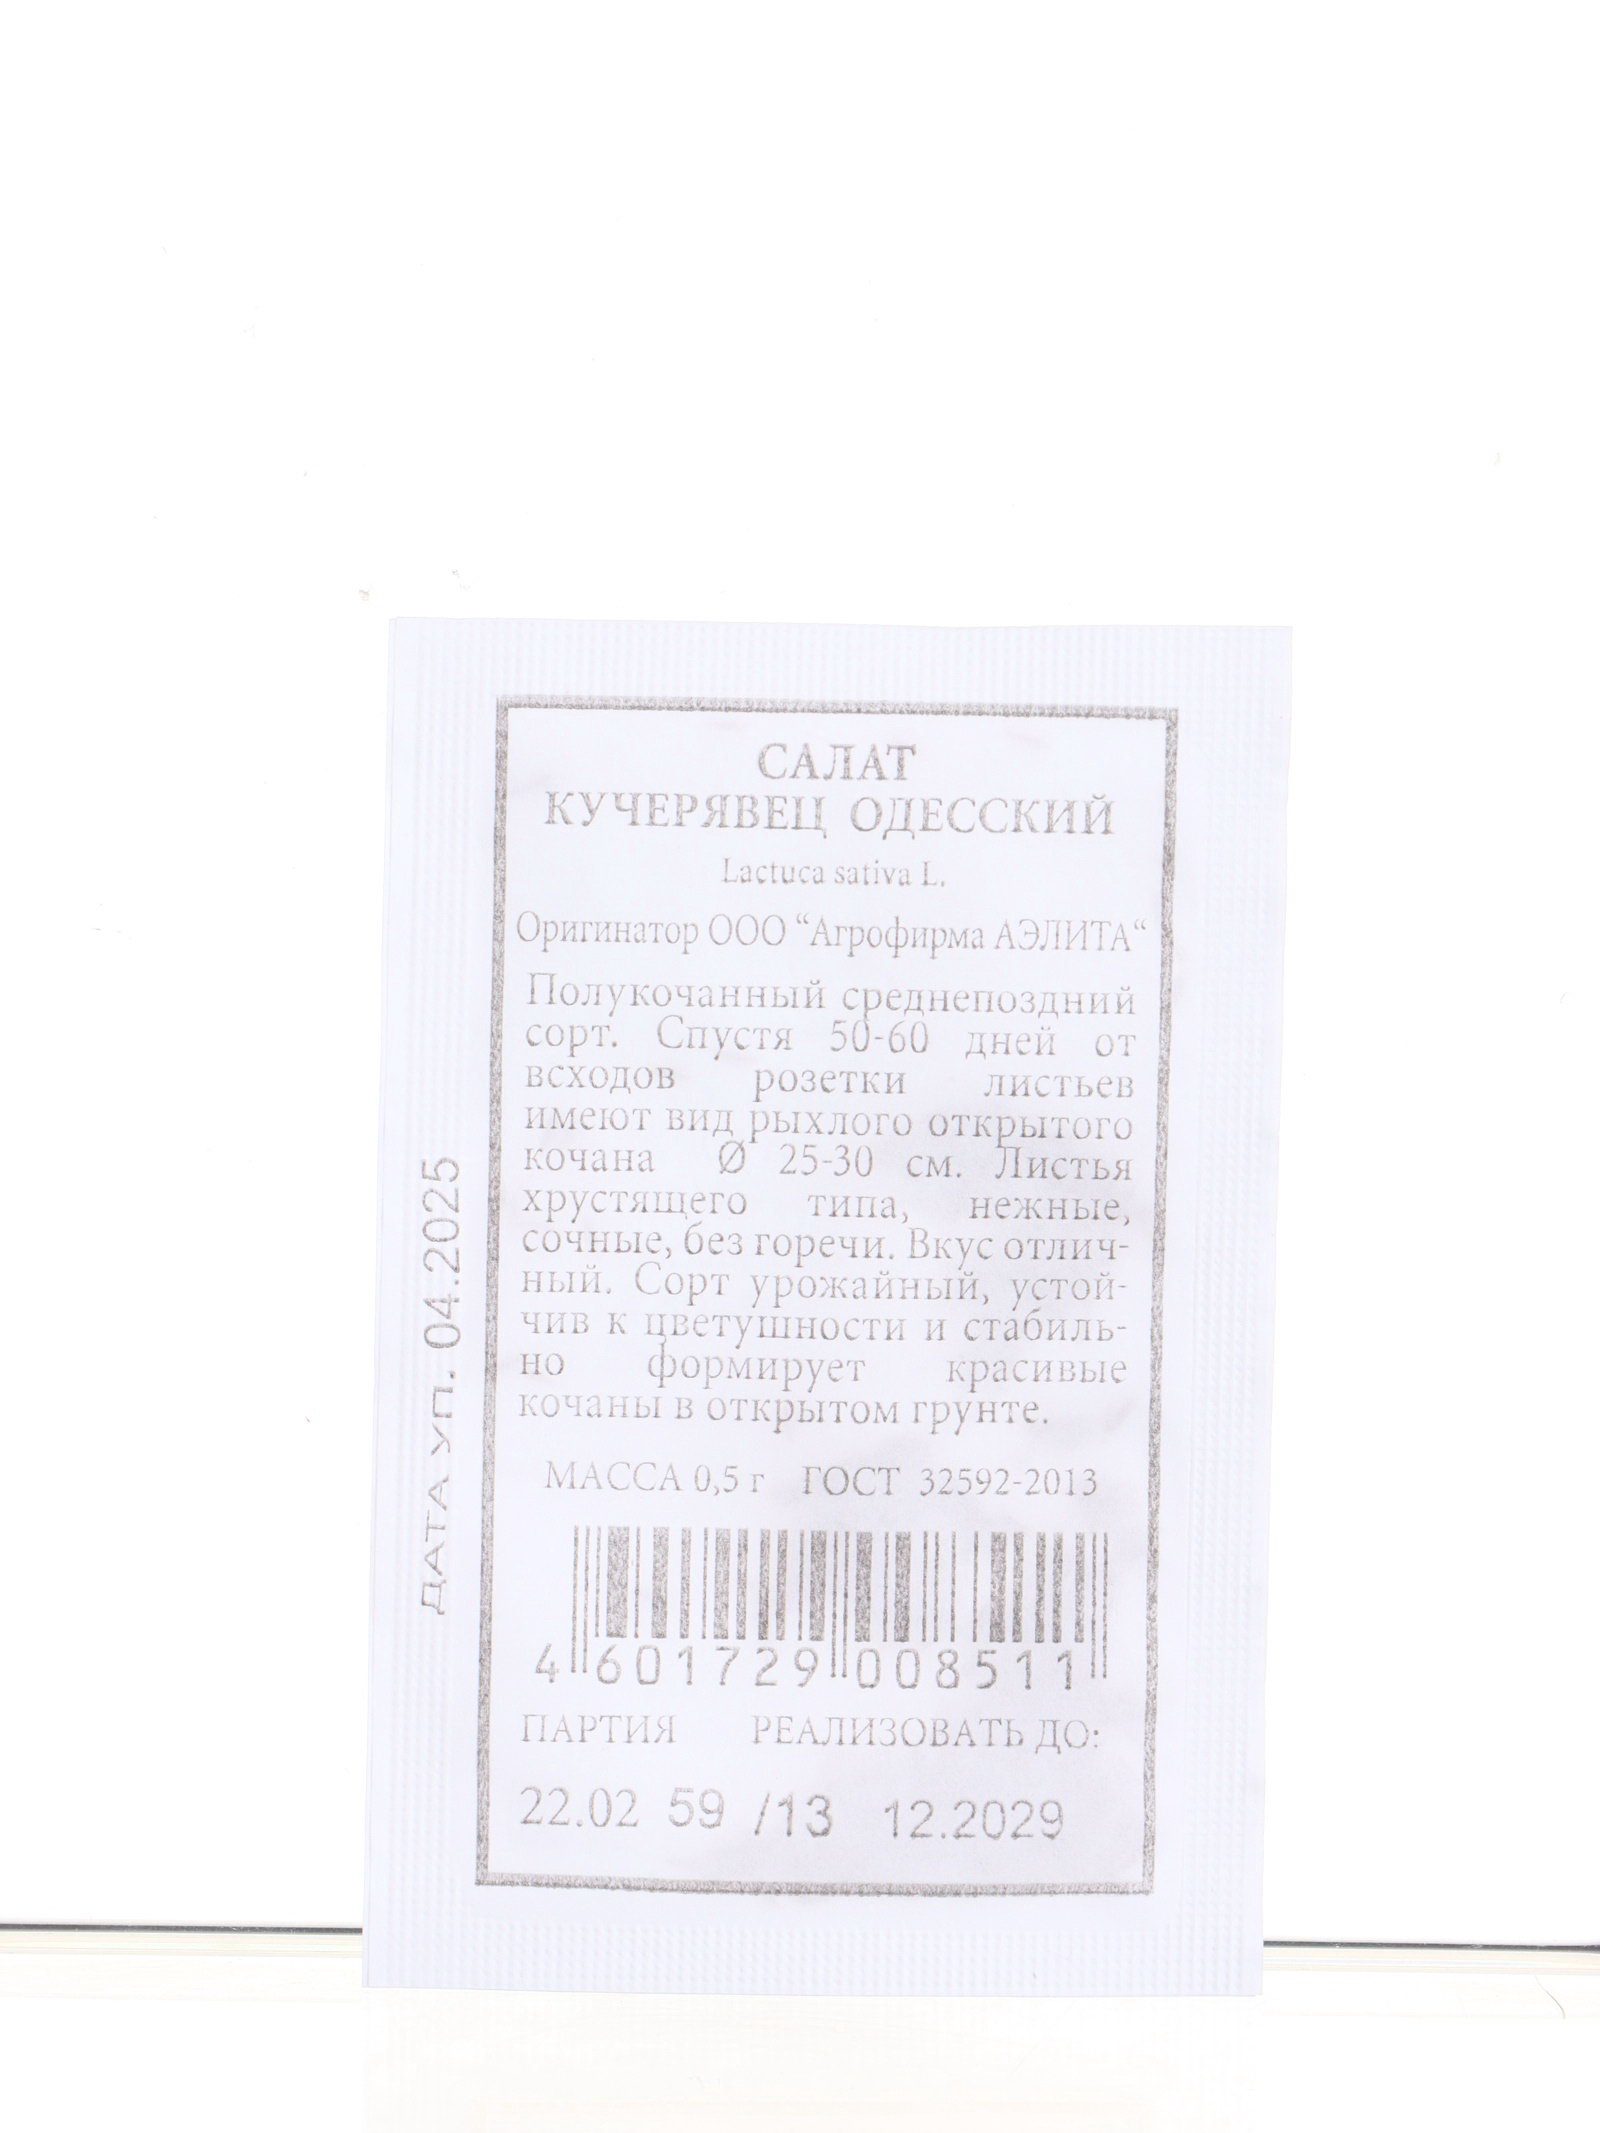 САЛАТ
КУЧЕРЯВЕЦ ОДЕССКИЙ
Lactuca sativa L.
Оригинатор ООО “Агрофирма АЭЛИТА“
Полукочанный среднепоздний
сорт. Спустя 50-60 дней от
всходов розетки листьев
имеют вид рыхлого открытого
кочана Ø 25-30 см. Листья
хрустящего типа, нежные,
сочные, без горечи. Вкус отлич-
ный. Сорт урожайный, устой-
чив к цветушности и стабиль-
но формирует красивые
кочаны в открытом грунте.
МАССА 0,5 г ГОСТ 32592-2013
4 601729 008511
ПАРТИЯ РЕАЛИЗОВАТЬ ДО:
22.02 59 /13 12.2029
ДАТА УП. 04.2025